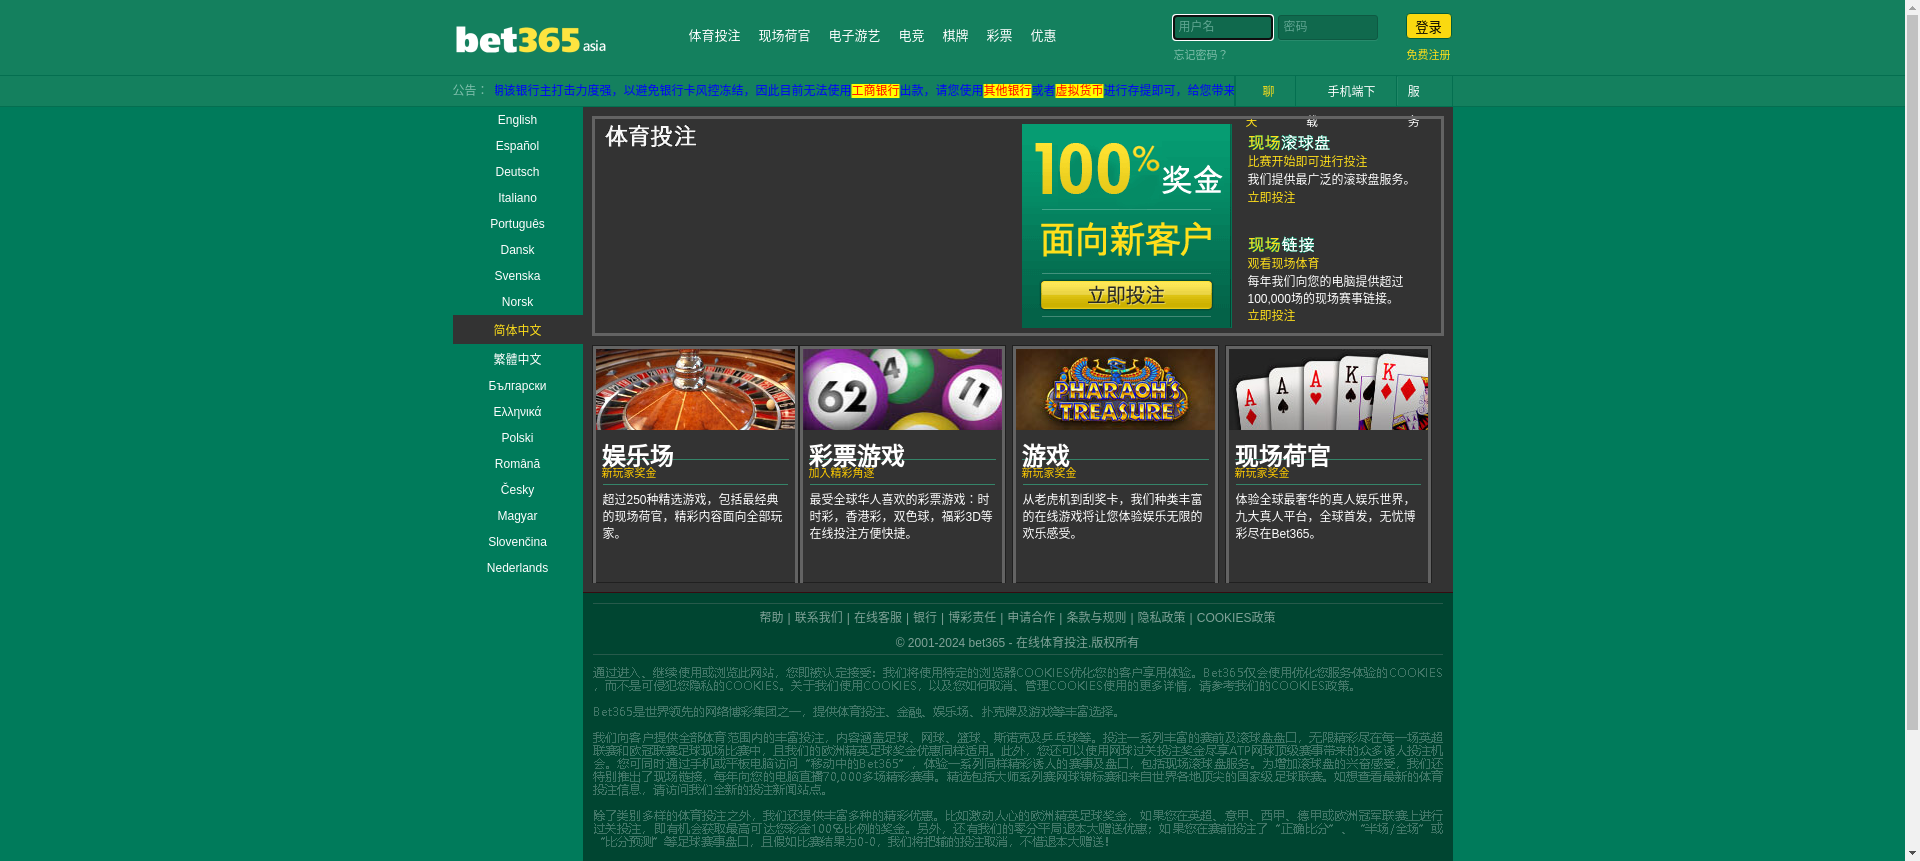 bet365 asia
体育投注 现场荷官 电子游艺 电竞 棋牌 彩票 优惠
用户名 密码 登录
忘记密码？ 免费注册
公告： 该银行主打击力度强，以避免银行卡风控冻结，因此目前无法使用工商银行出款，请您使用其他银行或者虚拟货币进行存提即可，给您带来
聊天
手机端下载
服务
English
Español
Deutsch
Italiano
Português
Dansk
Svenska
Norsk
简体中文
繁體中文
Български
Ελληνικά
Polski
Română
Česky
Magyar
Slovenčina
Nederlands
体育投注
100%奖金
面向新客户
立即投注
现场滚球盘
比赛开始即可进行投注
我们提供最广泛的滚球盘服务。
立即投注
现场链接
观看现场体育
每年我们向您的电脑提供超过
100,000场的现场赛事链接。
立即投注
娱乐场
新玩家奖金
超过250种精选游戏，包括最经典
的现场荷官，精彩内容面向全部玩
家。
62 4 11
彩票游戏
加入精彩角逐
最受全球华人喜欢的彩票游戏：时
时彩，香港彩，双色球，福彩3D等
在线投注方便快捷。
PHARAOH'S
TREASURE
游戏
新玩家奖金
从老虎机到刮奖卡，我们种类丰富
的在线游戏将让您体验娱乐无限的
欢乐感受。
A A A K K
现场荷官
新玩家奖金
体验全球最奢华的真人娱乐世界，
九大真人平台，全球首发，无忧博
彩尽在Bet365。
帮助 | 联系我们 | 在线客服 | 银行 | 博彩责任 | 申请合作 | 条款与规则 | 隐私政策 | COOKIES政策
© 2001-2024 bet365 - 在线体育投注.版权所有
通过进入、继续使用或浏览此网站，您即被认定接受：我们将使用特定的浏览器COOKIES优化您的客户享用体验。Bet365仅会使用优化您服务体验的COOKIES
，而不是可侵犯您隐私的COOKIES。关于我们使用COOKIES，以及您如何取消、管理COOKIES使用的更多详情，请参考我们的COOKIES政策。
Bet365是世界领先的网络博彩集团之一，提供体育投注、金融、娱乐场、扑克牌及游戏等丰富选择。
我们向客户提供全部体育范围内的丰富投注，内容涵盖足球、网球、篮球、斯诺克及乒乓球等。投注一系列丰富的赛前及滚球盘盘口，无限精彩尽在每一场英超
联赛和欧冠联赛足球现场比赛中，且我们的欧洲精英足球奖金优惠同样适用。此外，您还可以使用网球过关投注奖金尽享ATP网球顶级赛事带来的众多诱人投注机
会。您可同时通过手机或平板电脑访问“移动中的Bet365”，体验一系列同样精彩诱人的赛事及盘口，包括现场滚球盘服务。为增加滚球盘的兴奋感受，我们还
特别推出了现场链接，每年向您的电脑直播70,000多场精彩赛事。精选包括大师系列赛网球锦标赛和来自世界各地顶尖的国家级足球联赛。如想查看最新的体育
投注信息，请访问我们全新的投注新闻站点。
除了类别多样的体育投注之外，我们还提供丰富多种的精彩优惠。比如激动人心的欧洲精英足球奖金，如果您在英超、意甲、西甲、德甲或欧洲冠军联赛上进行
过关投注，即有机会获取最高可达您彩金100%比例的奖金。另外，还有我们的零分平局退本大赠送优惠：如果您在赛前投注了“正确比分”、“半场/全场”或
“比分预测”等足球赛事盘口，且假如比赛结果为0-0，我们将把输的投注取消，不惜退本大赠送！